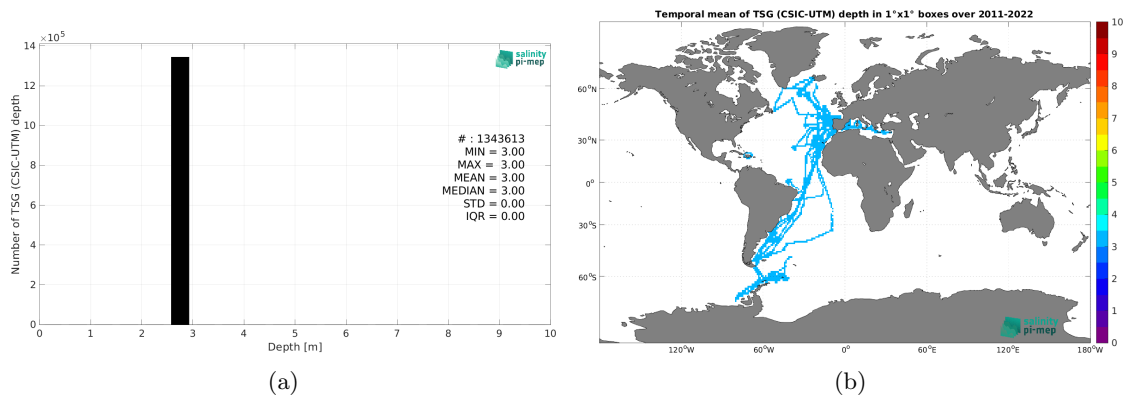 ×10⁵
14
12
10
8
6
4
2
0
Number of TSG (CSIC-UTM) depth
salinity
pi-mep
# : 1343613
MIN = 3.00
MAX = 3.00
MEAN = 3.00
MEDIAN = 3.00
STD = 0.00
IQR = 0.00
0 1 2 3 4 5 6 7 8 9 10
Depth [m]
(a)
Temporal mean of TSG (CSIC-UTM) depth in 1°x1° boxes over 2011-2022
60°N
30°N
0°
30°S
60°S
120°W 60°W 0° 60°E 120°E 180°W
salinity
pi-mep
10
9
8
7
6
5
4
3
2
1
0
(b)